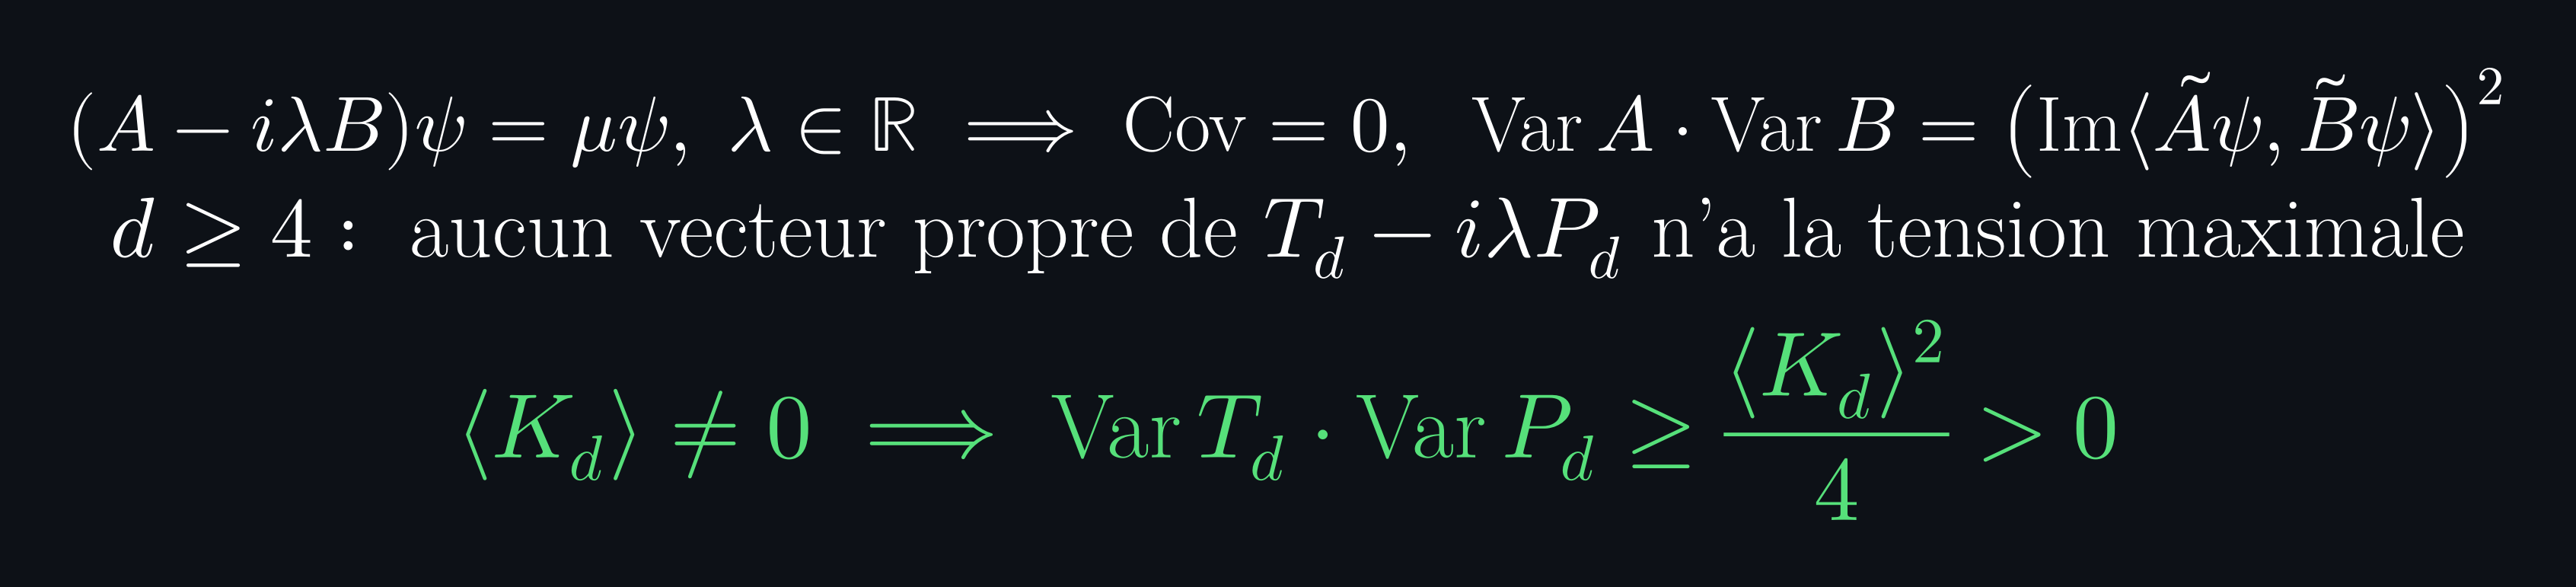 (A − iλB)ψ = μψ, λ ∈ ℝ ⟹ Cov = 0, Var A · Var B = (Im⟨Ãψ, B̃ψ⟩)²
d ≥ 4 : aucun vecteur propre de T_d − iλP_d n'a la tension maximale
⟨K_d⟩ ≠ 0 ⟹ Var T_d · Var P_d ≥ ⟨K_d⟩²/4 > 0